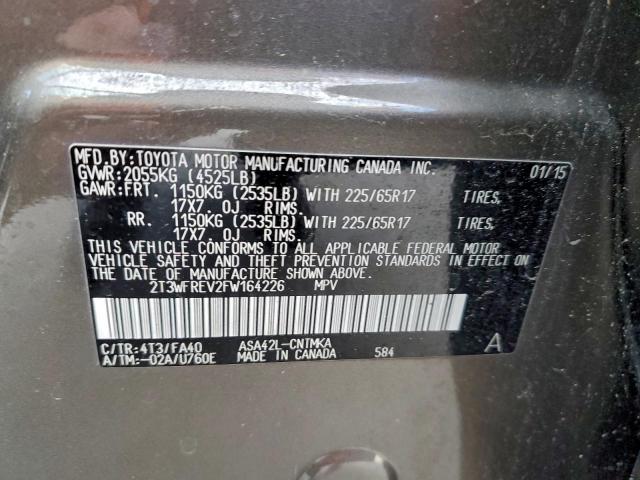 MFD.BY:TOYOTA MOTOR MANUFACTURING CANADA INC. 01/15
GVWR:2055KG (4525LB)
GAWR:FRT. 1150KG (2535LB) WITH 225/65R17 TIRES,
17X7. 0J RIMS.
RR. 1150KG (2535LB) WITH 225/65R17 TIRES,
17X7. 0J RIMS.
THIS VEHICLE CONFORMS TO ALL APPLICABLE FEDERAL MOTOR
VEHICLE SAFETY AND THEFT PREVENTION STANDARDS IN EFFECT ON
THE DATE OF MANUFACTURE SHOWN ABOVE.
2T3WFREV2FW164226 MPV
C/TR:4T3/FA40 ASA42L-CNTMKA
A/TM:-02A/U760E MADE IN CANADA 584 A